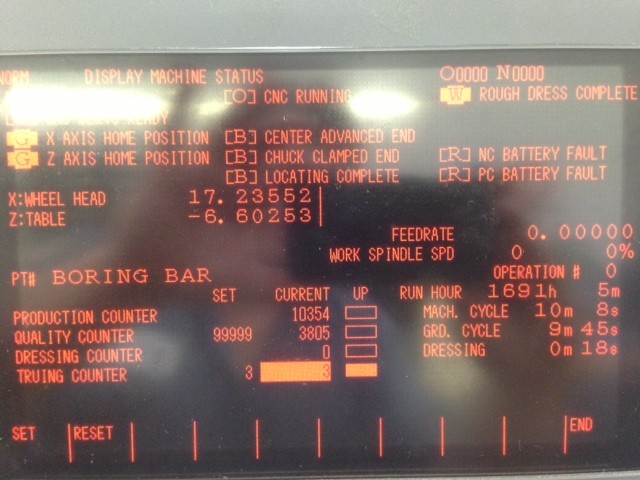 NORM DISPLAY MACHINE STATUS O0000 N0000
[O] CNC RUNNING W ROUGH DRESS COMPLETE
READY
G X AXIS HOME POSITION [B] CENTER ADVANCED END
G Z AXIS HOME POSITION [B] CHUCK CLAMPED END [R] NC BATTERY FAULT
[B] LOCATING COMPLETE [R] PC BATTERY FAULT
X:WHEEL HEAD 17.23552
Z:TABLE -6.60253
FEEDRATE 0.00000
WORK SPINDLE SPD 0 0%
PT# BORING BAR OPERATION # 0
SET CURRENT UP RUN HOUR 1691h 5m
PRODUCTION COUNTER 10354 MACH. CYCLE 10m 8s
QUALITY COUNTER 99999 3805 GRD. CYCLE 9m 45s
DRESSING COUNTER 0 DRESSING 0m 18s
TRUING COUNTER 3 3
SET RESET END